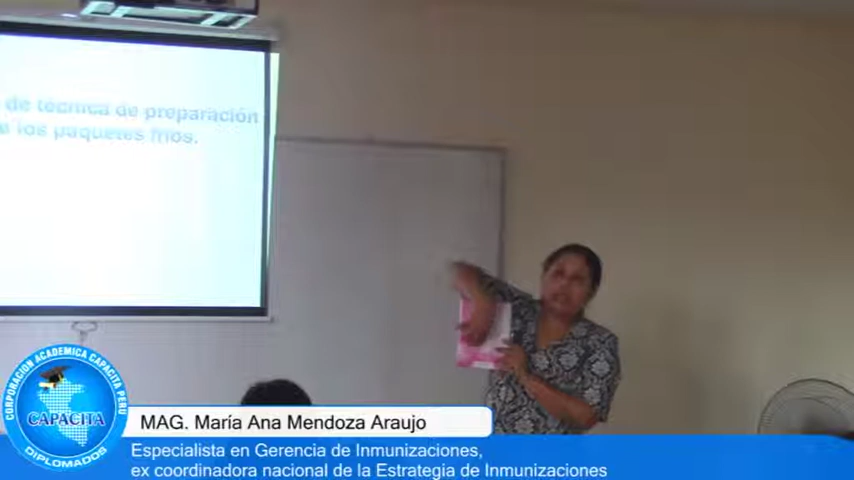 de técnica de preparación
e los paquetes fríos.
CORPORACIÓN ACADEMICA CAPACITA PERU
CAPACITA
DIPLOMADOS
MAG. María Ana Mendoza Araujo
Especialista en Gerencia de Inmunizaciones,
ex coordinadora nacional de la Estrategia de Inmunizaciones